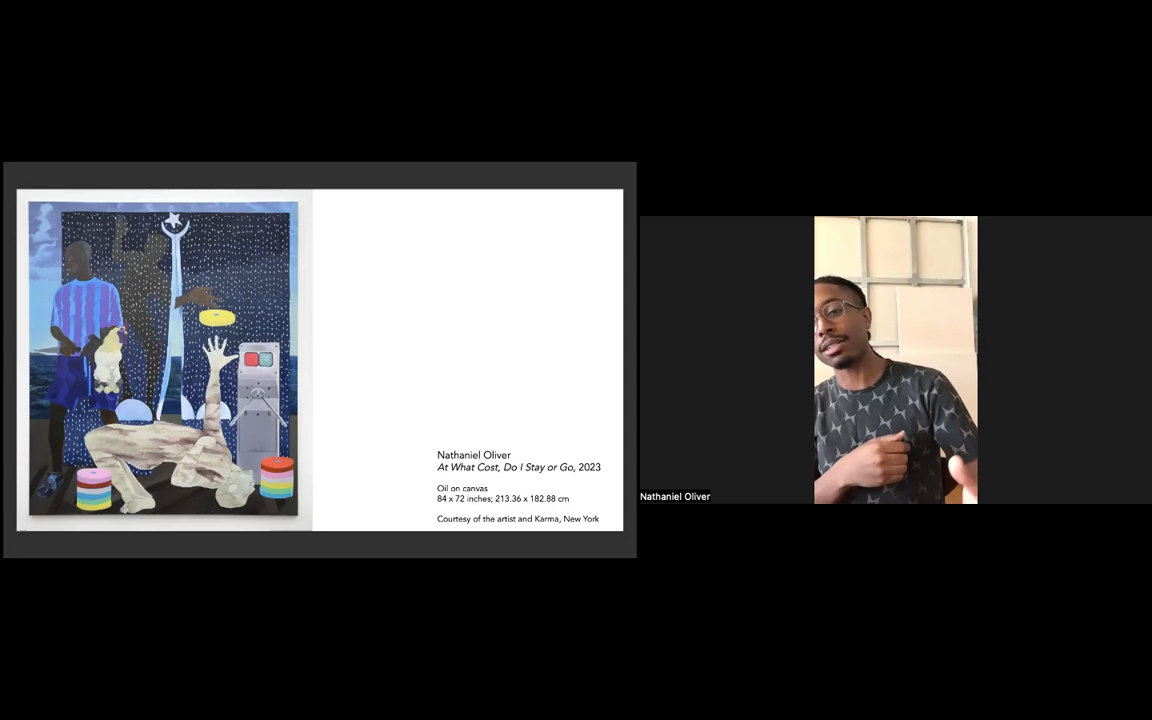 Nathaniel Oliver
At What Cost, Do I Stay or Go, 2023
Oil on canvas
84 x 72 inches; 213.36 x 182.88 cm
Courtesy of the artist and Karma, New York
Nathaniel Oliver